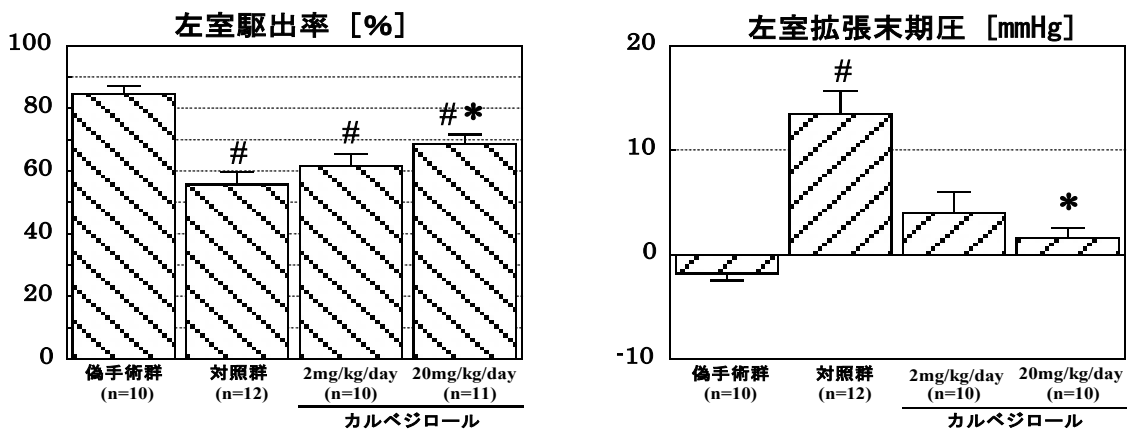 左室駆出率 [%]
100
80
60
40
20
0
#
#
#*
偽手術群
(n=10)
対照群
(n=12)
2mg/kg/day
(n=10)
20mg/kg/day
(n=11)
カルベジロール
左室拡張末期圧 [mmHg]
20
10
0
-10
#
*
偽手術群
(n=10)
対照群
(n=12)
2mg/kg/day
(n=10)
20mg/kg/day
(n=10)
カルベジロール